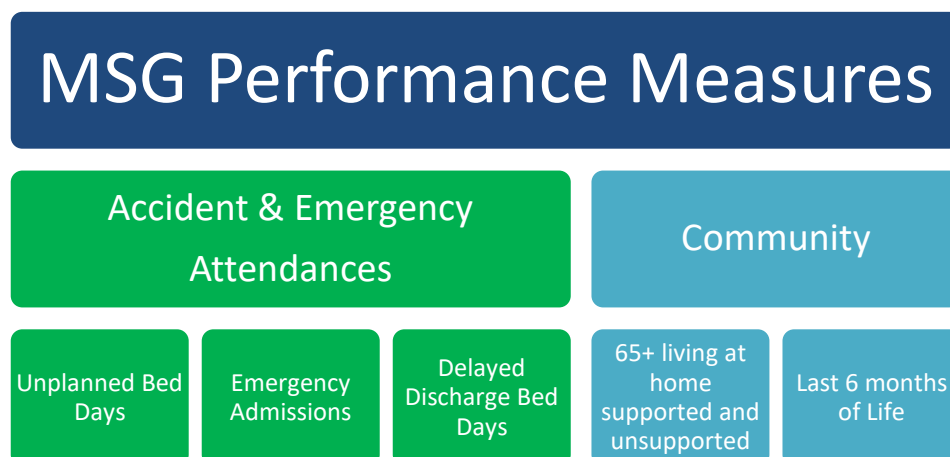 MSG Performance Measures
Accident & Emergency
Attendances
Community
Unplanned Bed
Days
Emergency
Admissions
Delayed
Discharge Bed
Days
65+ living at
home
supported and
unsupported
Last 6 months
of Life